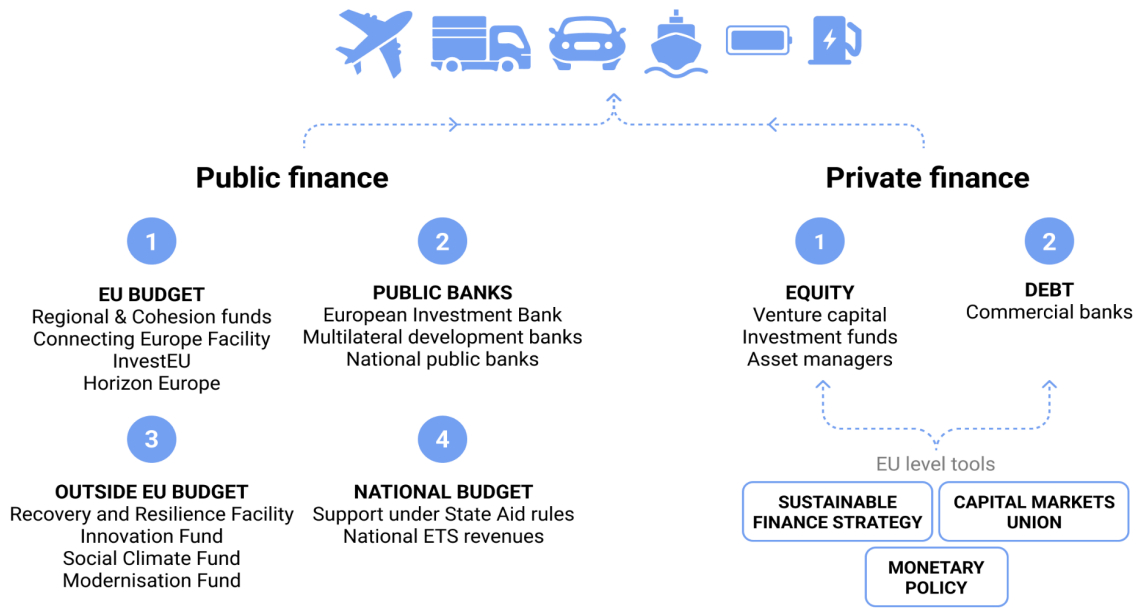 Public finance
Private finance
1
EU BUDGET
Regional & Cohesion funds
Connecting Europe Facility
InvestEU
Horizon Europe
2
PUBLIC BANKS
European Investment Bank
Multilateral development banks
National public banks
3
OUTSIDE EU BUDGET
Recovery and Resilience Facility
Innovation Fund
Social Climate Fund
Modernisation Fund
4
NATIONAL BUDGET
Support under State Aid rules
National ETS revenues
1
EQUITY
Venture capital
Investment funds
Asset managers
2
DEBT
Commercial banks
EU level tools
SUSTAINABLE
FINANCE STRATEGY
CAPITAL MARKETS
UNION
MONETARY
POLICY